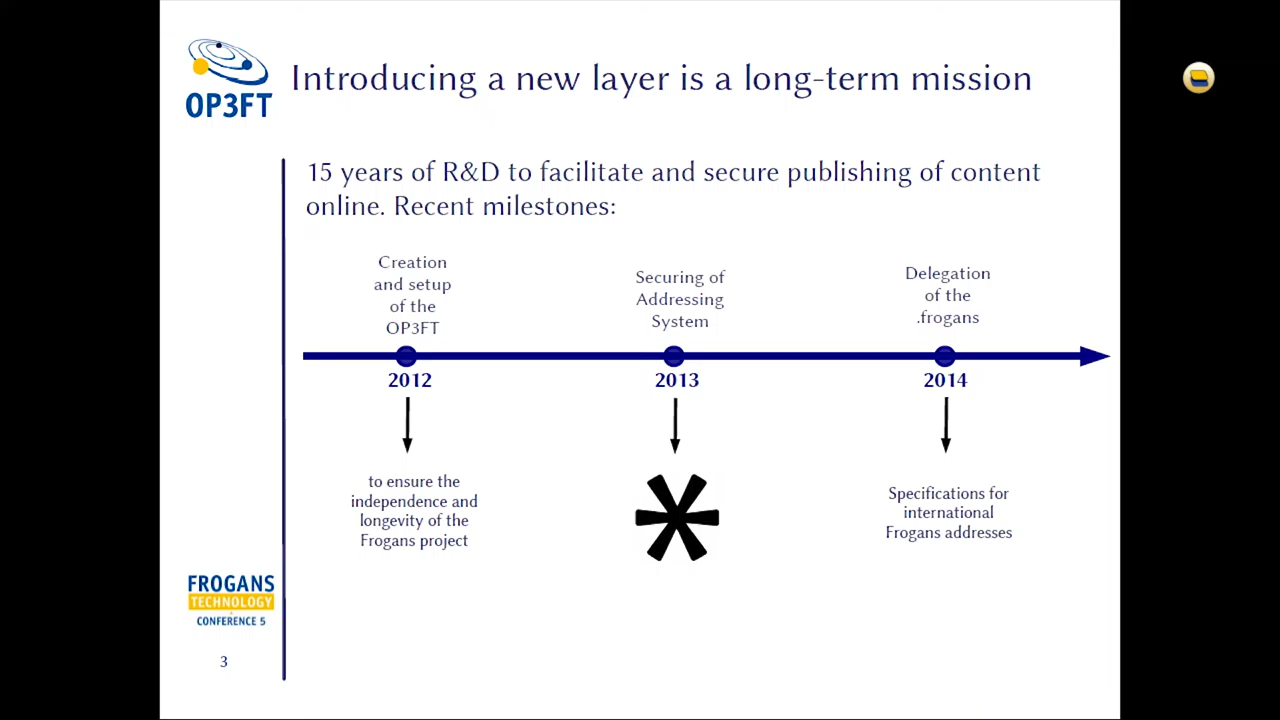 OP3FT
Introducing a new layer is a long-term mission
15 years of R&D to facilitate and secure publishing of content
online. Recent milestones:
Creation
and setup
of the
OP3FT
Securing of
Addressing
System
Delegation
of the
.frogans
2012
2013
2014
to ensure the
independence and
longevity of the
Frogans project
*
Specifications for
international
Frogans addresses
FROGANS
TECHNOLOGY
CONFERENCE 5
3